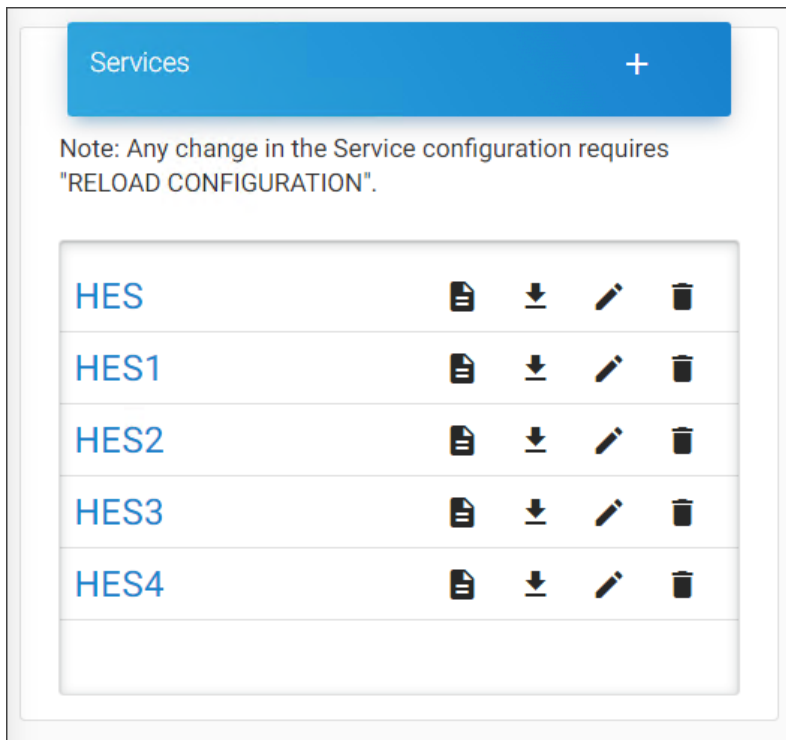 Services
Note: Any change in the Service configuration requires
"RELOAD CONFIGURATION".
HES
HES1
HES2
HES3
HES4